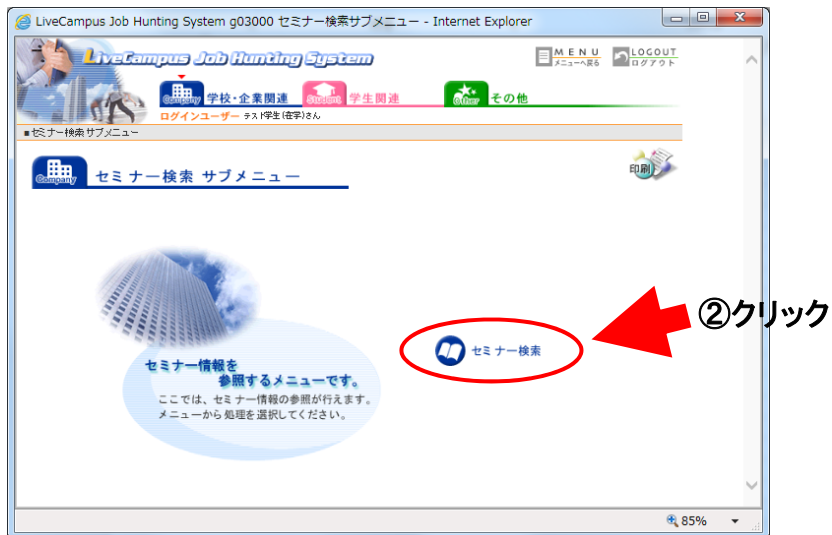 LiveCampus Job Hunting System g03000 セミナー検索サブメニュー - Internet Explorer
LiveCampus Job Hunting System
MENU
メニューへ戻る
LOGOUT
ログアウト
Company 学校・企業関連 Student 学生関連 Other その他
ログインユーザー テスト学生(在学)さん
■セミナー検索サブメニュー
Company セミナー検索 サブメニュー
印刷
②クリック
セミナー検索
セミナー情報を
参照するメニューです。
ここでは、セミナー情報の参照が行えます。
メニューから処理を選択してください。
85%